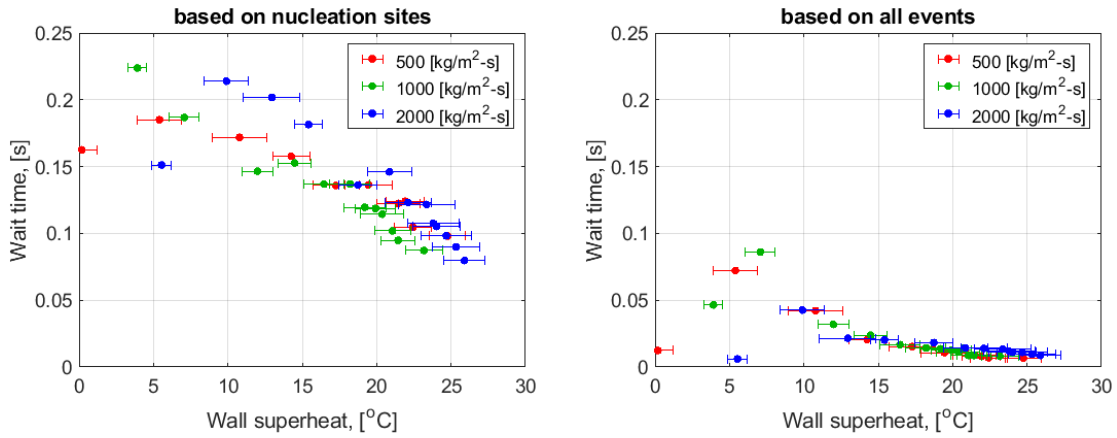 based on nucleation sites
0.25
0.2
0.15
0.1
0.05
0
Wait time, [s]
500 [kg/m²-s]
1000 [kg/m²-s]
2000 [kg/m²-s]
0 5 10 15 20 25 30
Wall superheat, [°C]
based on all events
0.25
0.2
0.15
0.1
0.05
0
Wait time, [s]
500 [kg/m²-s]
1000 [kg/m²-s]
2000 [kg/m²-s]
0 5 10 15 20 25 30
Wall superheat, [°C]